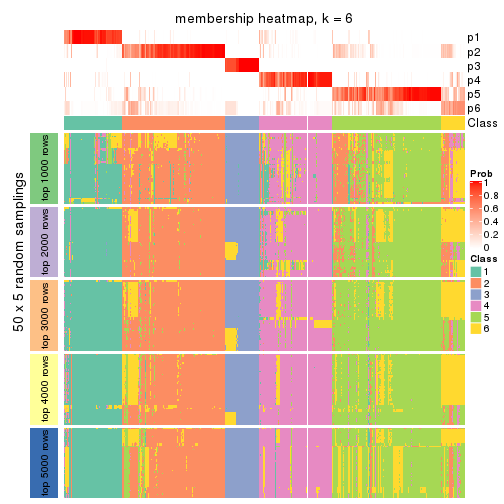 membership heatmap, k = 6
p1
p2
p3
p4
p5
p6
Class
50 x 5 random samplings
top 1000 rows
top 2000 rows
top 3000 rows
top 4000 rows
top 5000 rows
Prob
1
0.8
0.6
0.4
0.2
0
Class
1
2
3
4
5
6